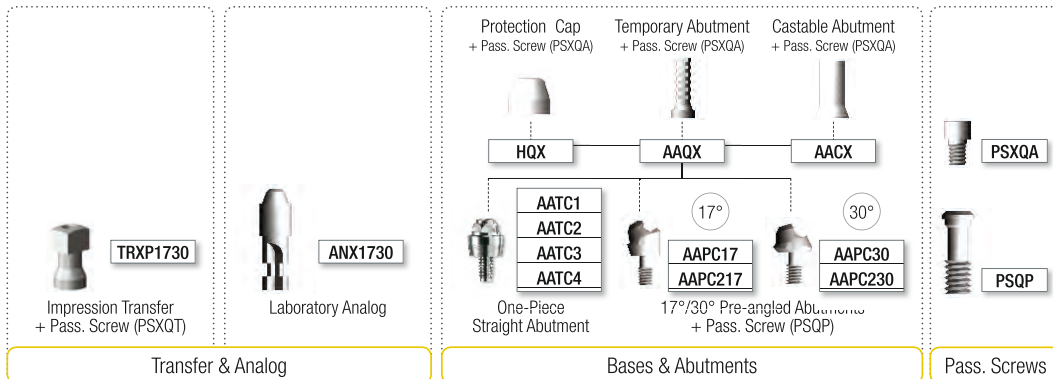 Protection Cap
+ Pass. Screw (PSXQA)
Temporary Abutment
+ Pass. Screw (PSXQA)
Castable Abutment
+ Pass. Screw (PSXQA)
HQX
AAQX
AACX
PSXQA
TRXP1730
Impression Transfer
+ Pass. Screw (PSXQT)
ANX1730
Laboratory Analog
AATC1
AATC2
AATC3
AATC4
One-Piece
Straight Abutment
17°
AAPC17
AAPC217
30°
AAPC30
AAPC230
17°/30° Pre-angled Abutments
+ Pass. Screw (PSQP)
PSQP
Transfer & Analog
Bases & Abutments
Pass. Screws